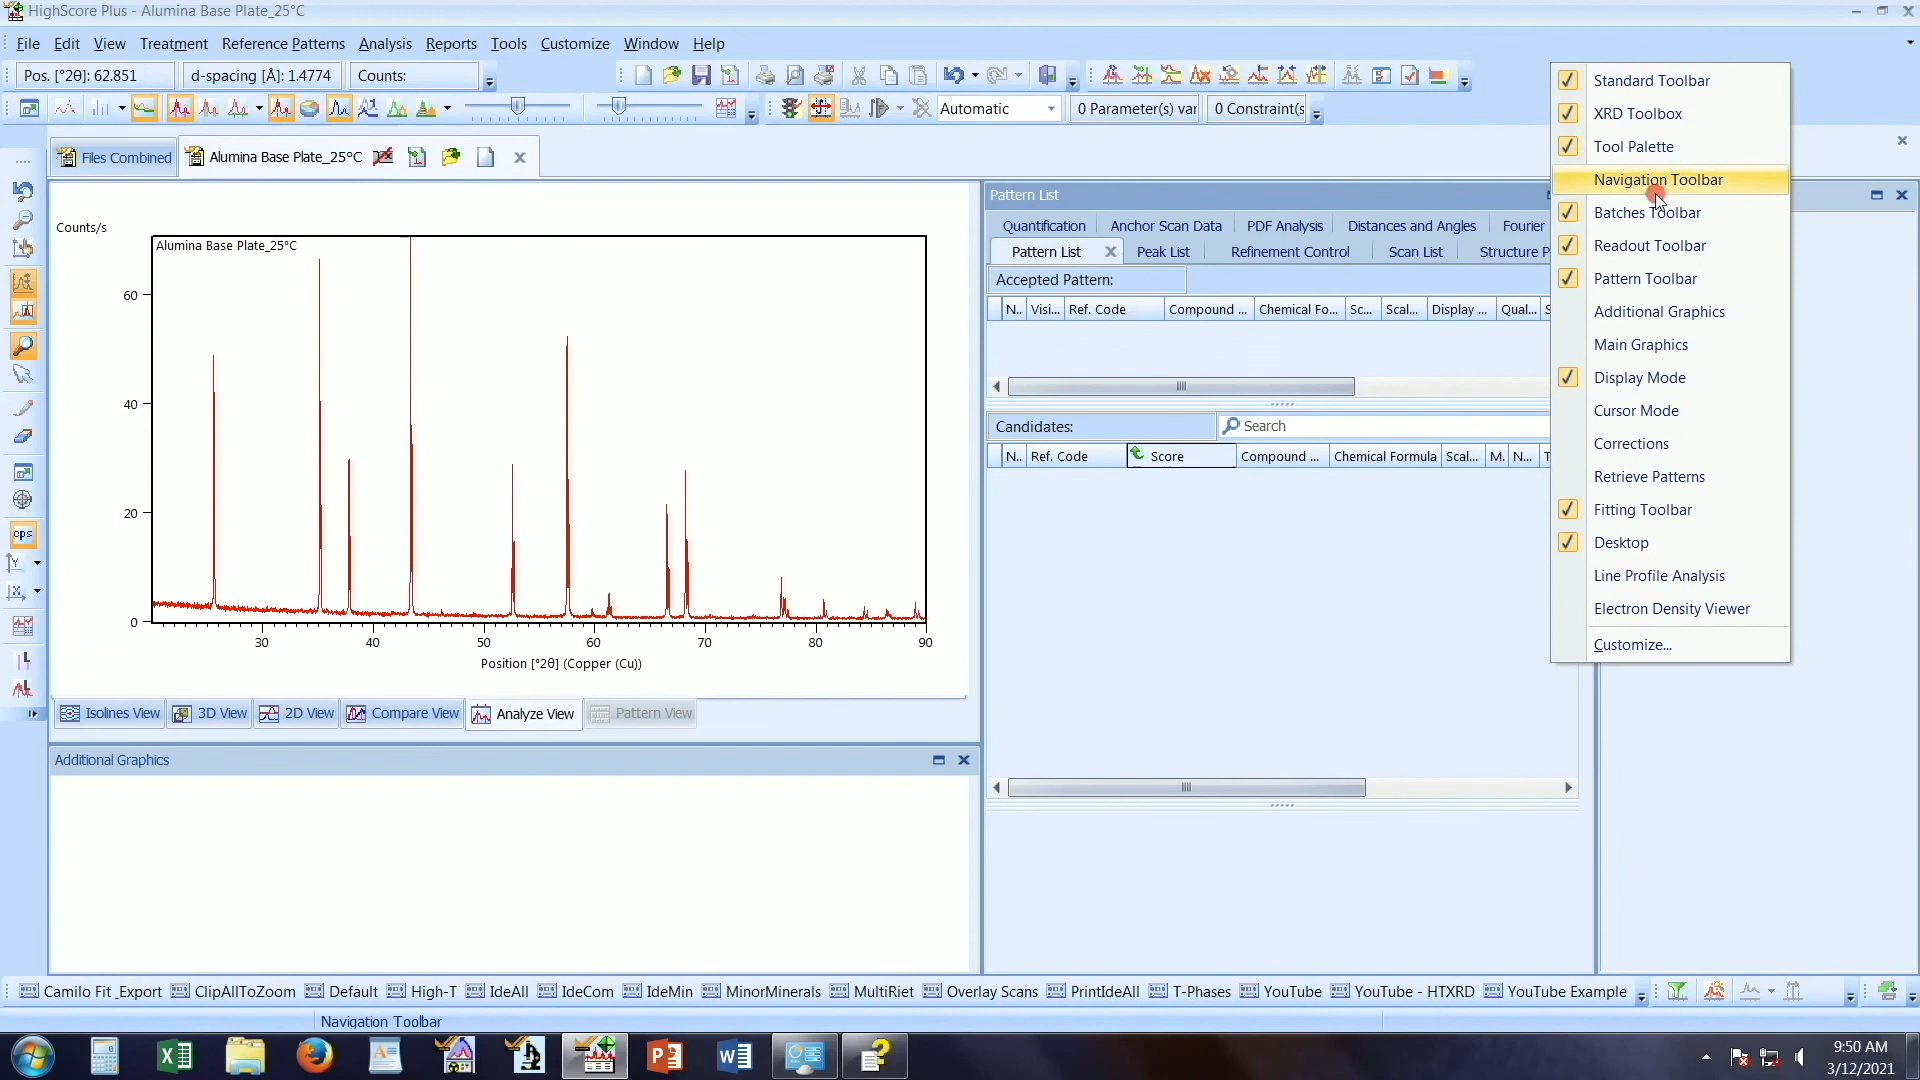 HighScore Plus - Alumina Base Plate_25°C
File Edit View Treatment Reference Patterns Analysis Reports Tools Customize Window Help
Pos. [°2θ]: 62.851 d-spacing [Å]: 1.4774 Counts:
Automatic 0 Parameter(s) var 0 Constraint(s
Files Combined Alumina Base Plate_25°C
Counts/s
Alumina Base Plate_25°C
60
40
20
0
30 40 50 60 70 80 90
Position [°2θ] (Copper (Cu))
cps
Isolines View 3D View 2D View Compare View Analyze View Pattern View
Additional Graphics
Pattern List
Quantification Anchor Scan Data PDF Analysis Distances and Angles Fourier
Pattern List Peak List Refinement Control Scan List Structure P
Accepted Pattern:
N.. Visi... Ref. Code Compound ... Chemical Fo... Sc... Scal... Display ... Qual... S
Candidates: Search
N.. Ref. Code Score Compound ... Chemical Formula Scal... M. N... T
Standard Toolbar
XRD Toolbox
Tool Palette
Navigation Toolbar
Batches Toolbar
Readout Toolbar
Pattern Toolbar
Additional Graphics
Main Graphics
Display Mode
Cursor Mode
Corrections
Retrieve Patterns
Fitting Toolbar
Desktop
Line Profile Analysis
Electron Density Viewer
Customize...
Camilo Fit _Export ClipAllToZoom Default High-T IdeAll IdeCom IdeMin MinorMinerals MultiRiet Overlay Scans PrintIdeAll T-Phases YouTube YouTube - HTXRD YouTube Example
Navigation Toolbar
9:50 AM
3/12/2021